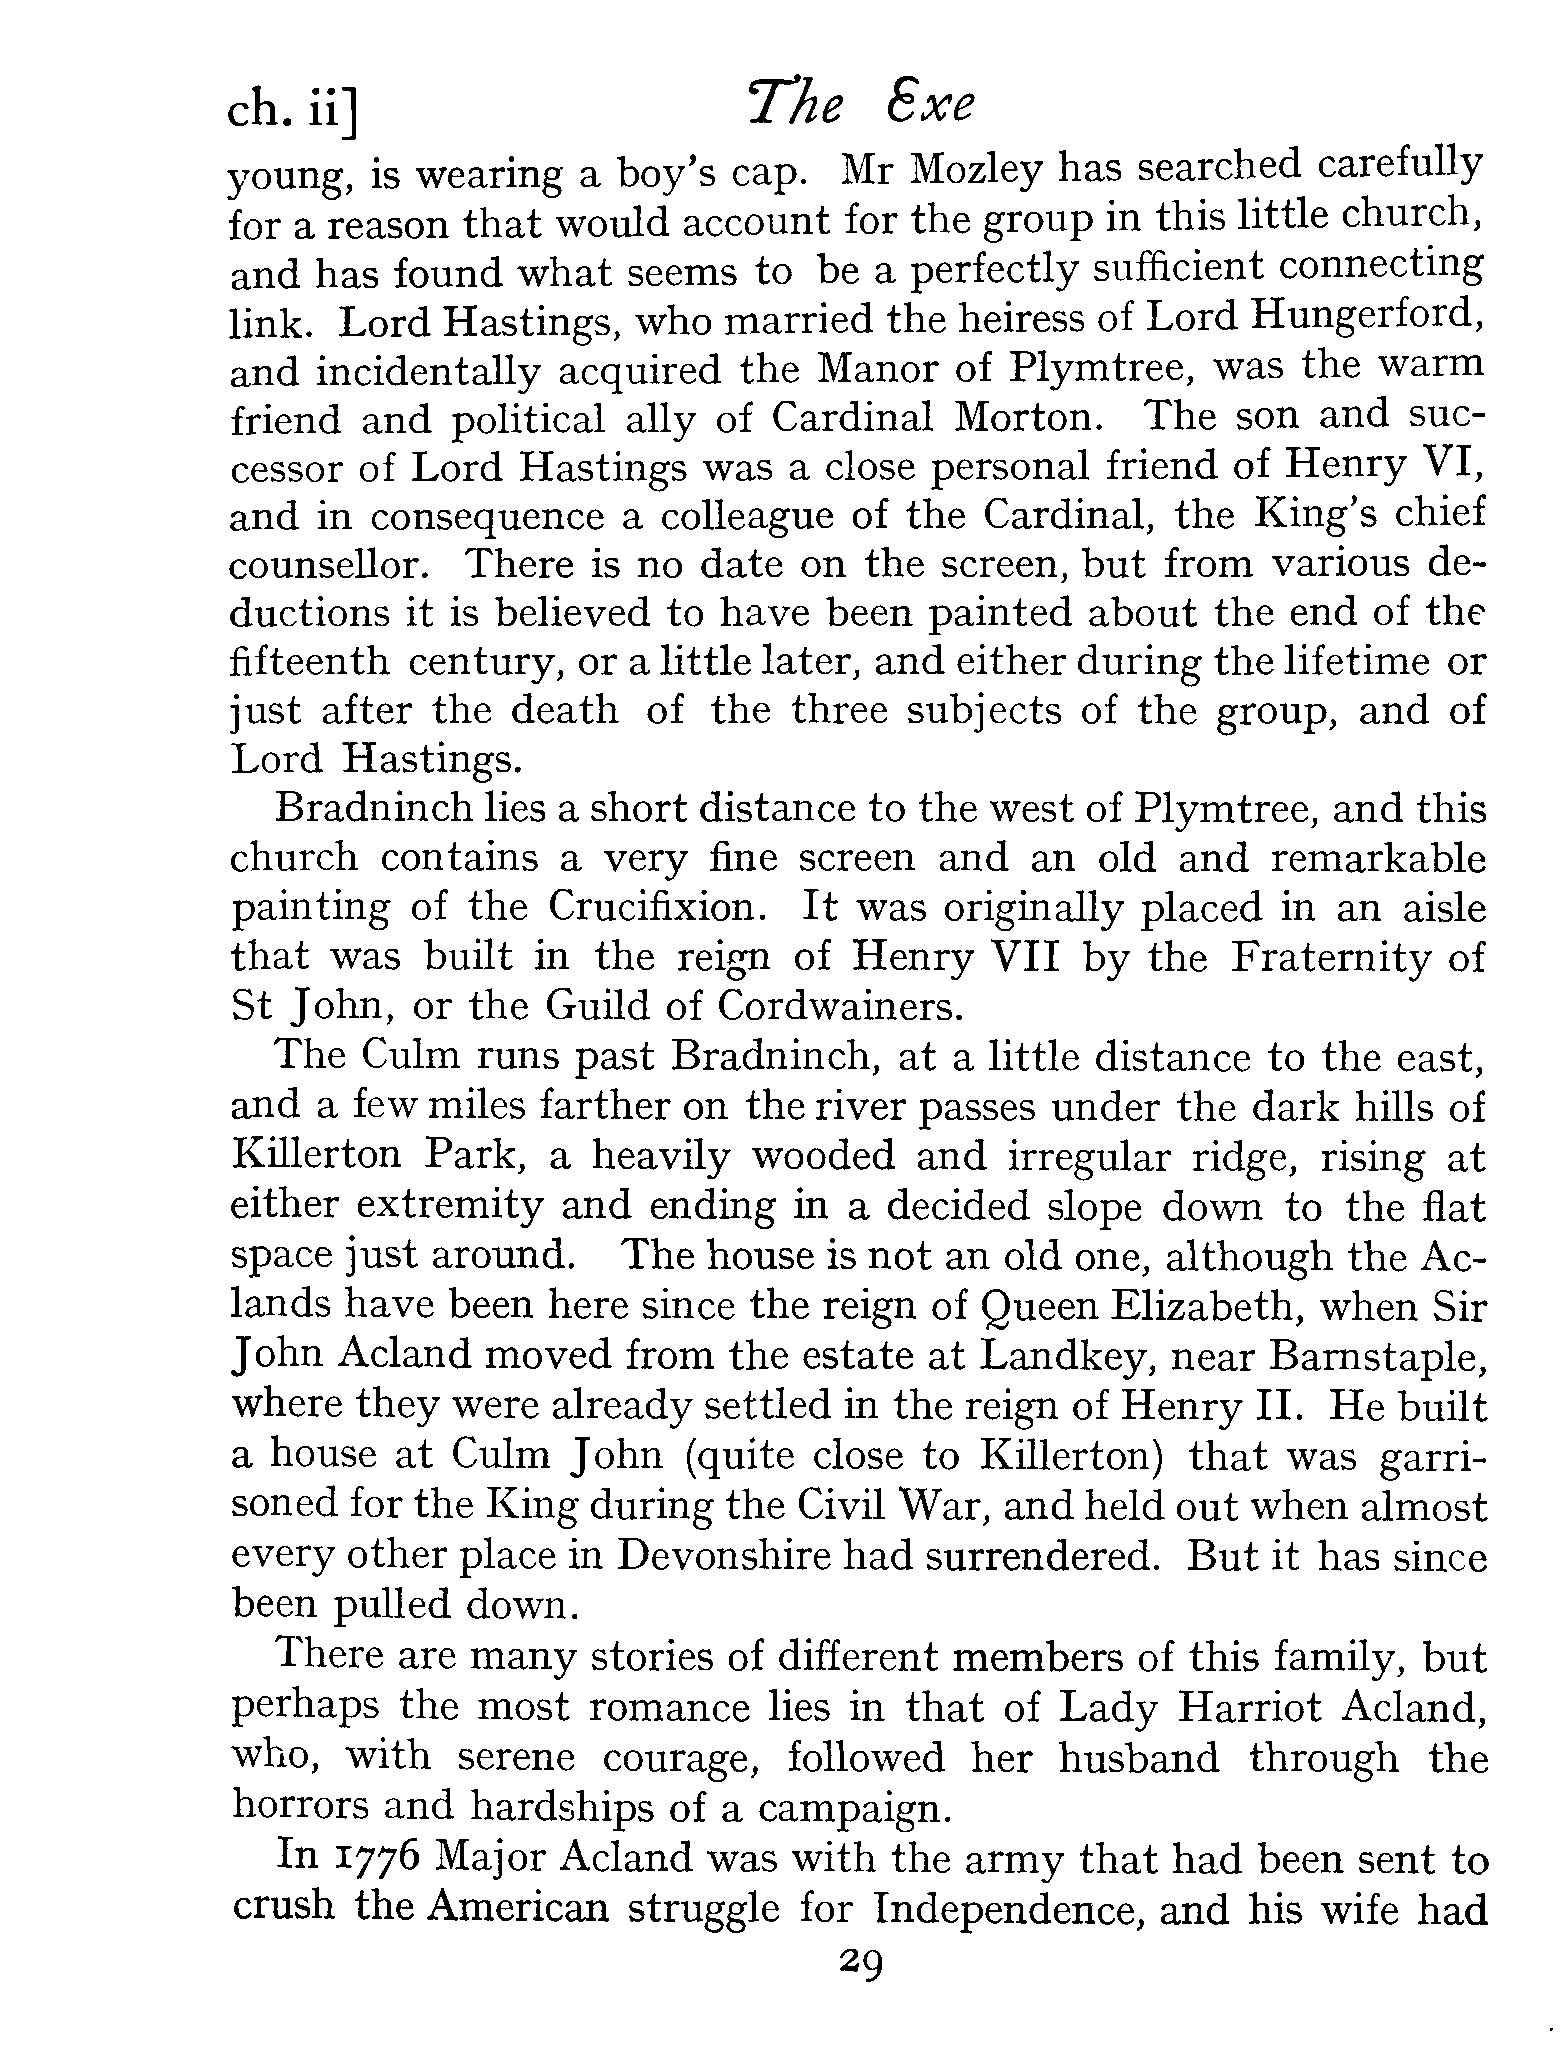 ch. ii] The Exe
young, is wearing a boy's cap. Mr Mozley has searched carefully
for a reason that would account for the group in this little church,
and has found what seems to be a perfectly sufficient connecting
link. Lord Hastings, who married the heiress of Lord Hungerford,
and incidentally acquired the Manor of Plymtree, was the warm
friend and political ally of Cardinal Morton. The son and suc-
cessor of Lord Hastings was a close personal friend of Henry VI,
and in consequence a colleague of the Cardinal, the King's chief
counsellor. There is no date on the screen, but from various de-
ductions it is believed to have been painted about the end of the
fifteenth century, or a little later, and either during the lifetime or
just after the death of the three subjects of the group, and of
Lord Hastings.
Bradninch lies a short distance to the west of Plymtree, and this
church contains a very fine screen and an old and remarkable
painting of the Crucifixion. It was originally placed in an aisle
that was built in the reign of Henry VII by the Fraternity of
St John, or the Guild of Cordwainers.
The Culm runs past Bradninch, at a little distance to the east,
and a few miles farther on the river passes under the dark hills of
Killerton Park, a heavily wooded and irregular ridge, rising at
either extremity and ending in a decided slope down to the flat
space just around. The house is not an old one, although the Ac-
lands have been here since the reign of Queen Elizabeth, when Sir
John Acland moved from the estate at Landkey, near Barnstaple,
where they were already settled in the reign of Henry II. He built
a house at Culm John (quite close to Killerton) that was garri-
soned for the King during the Civil War, and held out when almost
every other place in Devonshire had surrendered. But it has since
been pulled down.
There are many stories of different members of this family, but
perhaps the most romance lies in that of Lady Harriot Acland,
who, with serene courage, followed her husband through the
horrors and hardships of a campaign.
In 1776 Major Acland was with the army that had been sent to
crush the American struggle for Independence, and his wife had
29